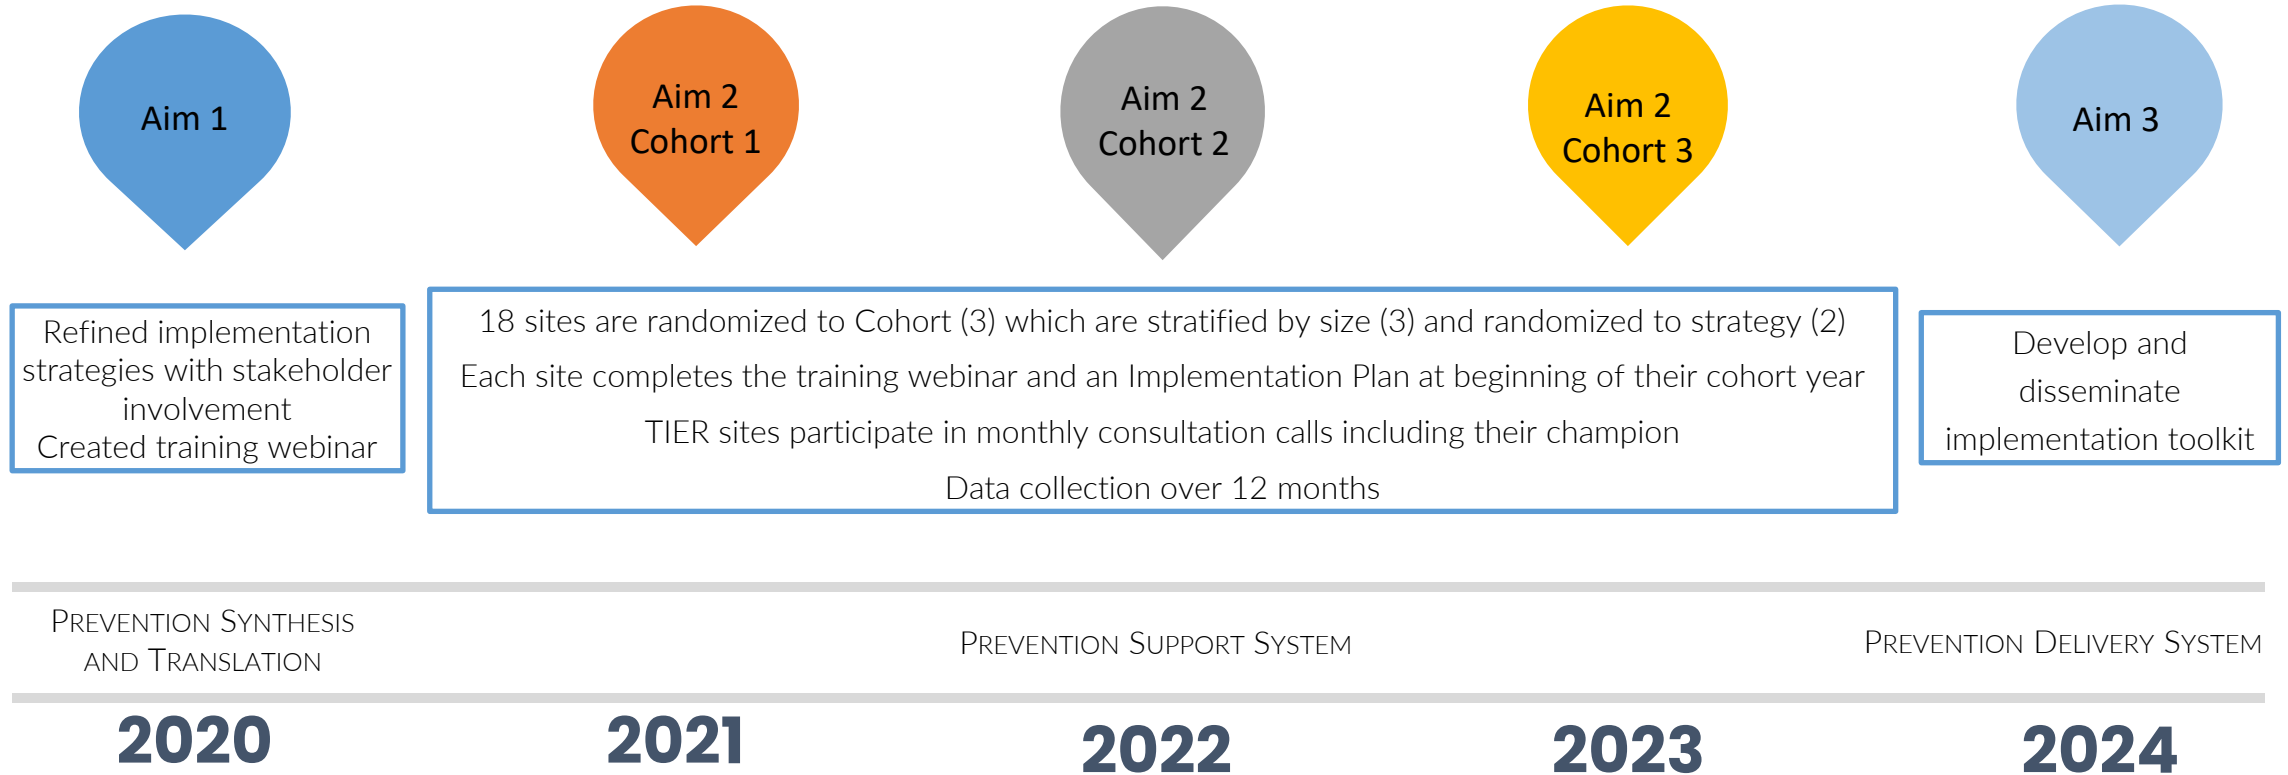 Aim 1
Aim 2
Cohort 1
Aim 2
Cohort 2
Aim 2
Cohort 3
Aim 3
Refined implementation
strategies with stakeholder
involvement
Created training webinar
18 sites are randomized to Cohort (3) which are stratified by size (3) and randomized to strategy (2)
Each site completes the training webinar and an Implementation Plan at beginning of their cohort year
TIER sites participate in monthly consultation calls including their champion
Data collection over 12 months
Develop and
disseminate
implementation toolkit
PREVENTION SYNTHESIS
AND TRANSLATION
PREVENTION SUPPORT SYSTEM
PREVENTION DELIVERY SYSTEM
2020
2021
2022
2023
2024